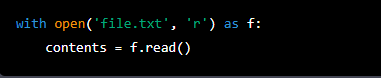 with open('file.txt', 'r') as f:
    contents = f.read()